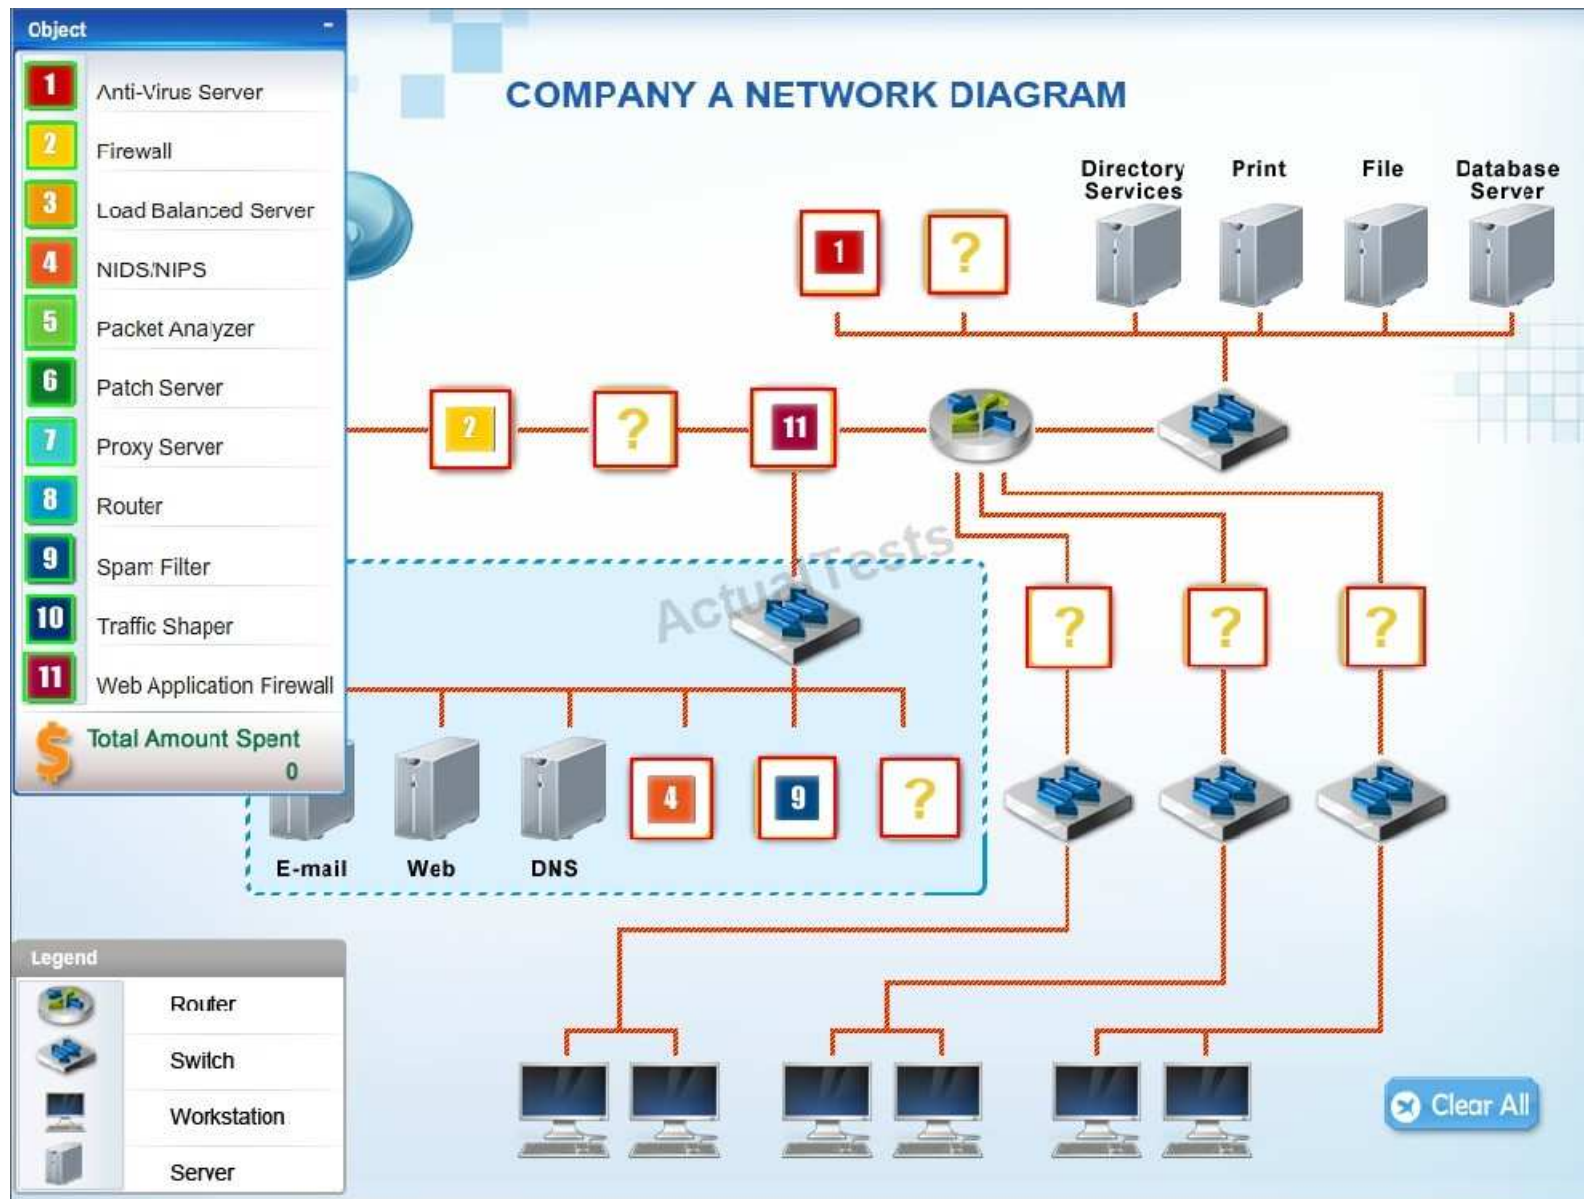 Object
-
1 Anti-Virus Server
2 Firewall
3 Load Balanced Server
4 NIDS/NIPS
5 Packet Analyzer
6 Patch Server
7 Proxy Server
8 Router
9 Spam Filter
10 Traffic Shaper
11 Web Application Firewall
$ Total Amount Spent
0
COMPANY A NETWORK DIAGRAM
Directory Services
Print
File
Database Server
1
?
2
?
11
ActualTests
?
?
?
4
9
?
E-mail
Web
DNS
Legend
Router
Switch
Workstation
Server
Clear All